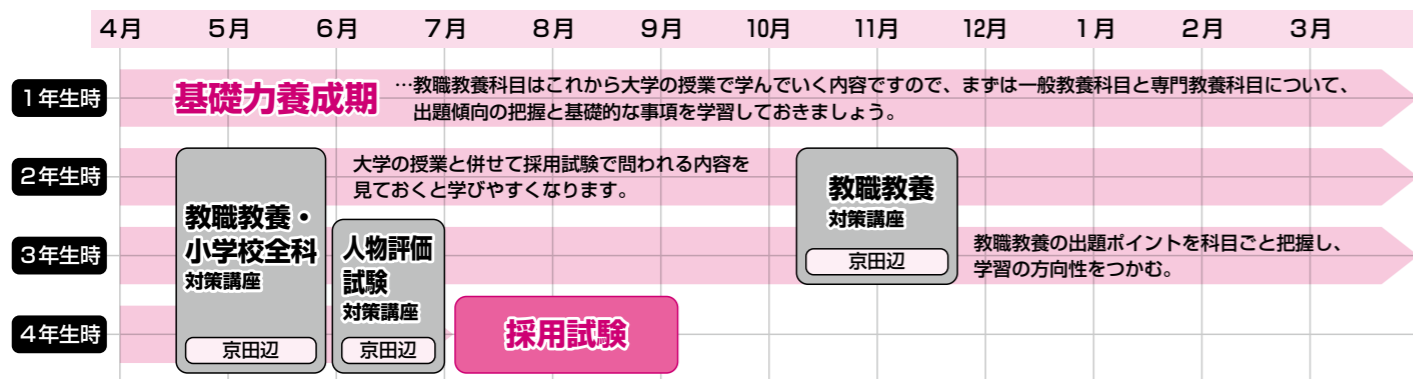 4月 5月 6月 7月 8月 9月 10月 11月 12月 1月 2月 3月
1年生時
基礎力養成期
…教職教養科目はこれから大学の授業で学んでいく内容ですので、まずは一般教養科目と専門教養科目について、
出題傾向の把握と基礎的な事項を学習しておきましょう。
2年生時
大学の授業と併せて採用試験で問われる内容を
見ておくと学びやすくなります。
教職教養・
小学校全科
対策講座
京田辺
人物評価
試験
対策講座
京田辺
教職教養
対策講座
京田辺
3年生時
教職教養の出題ポイントを科目ごと把握し、
学習の方向性をつかむ。
4年生時
採用試験